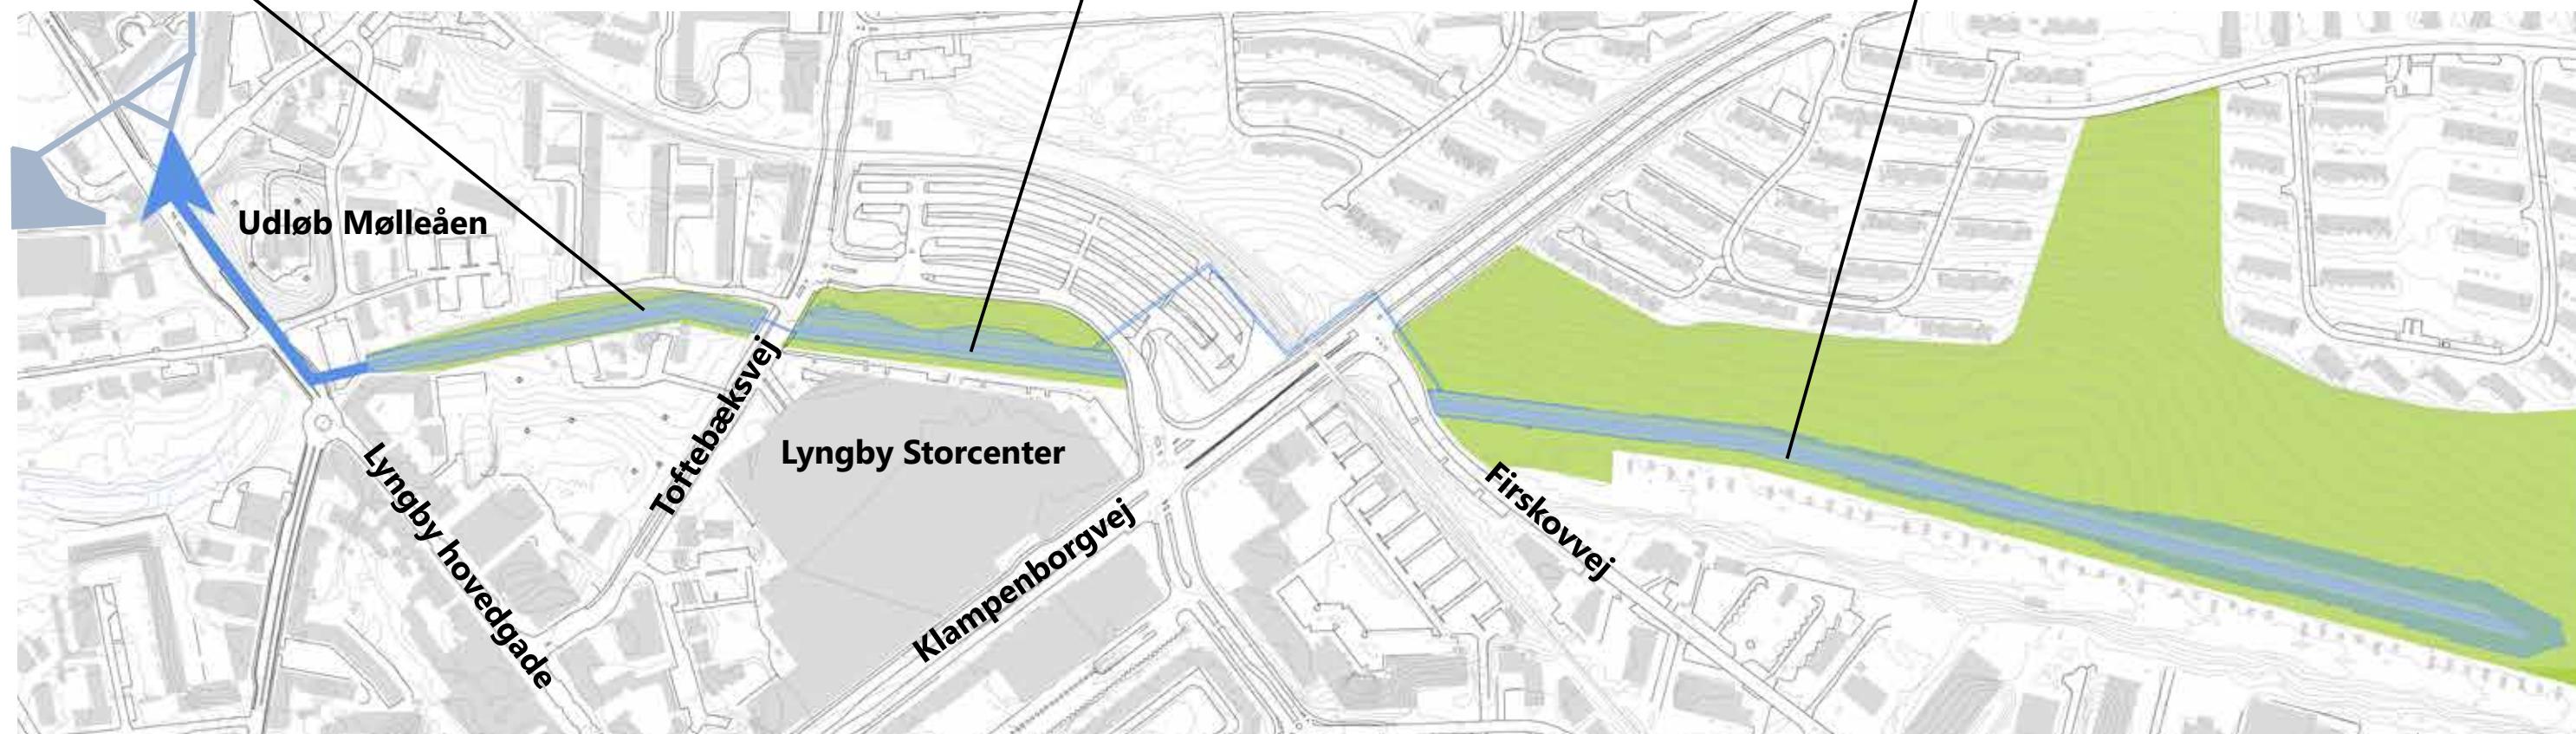 Udløb Mølleåen
Toftebæksvej
Lyngby Storcenter
Lyngby hovedgade
Klampenborgvej
Firskovvej